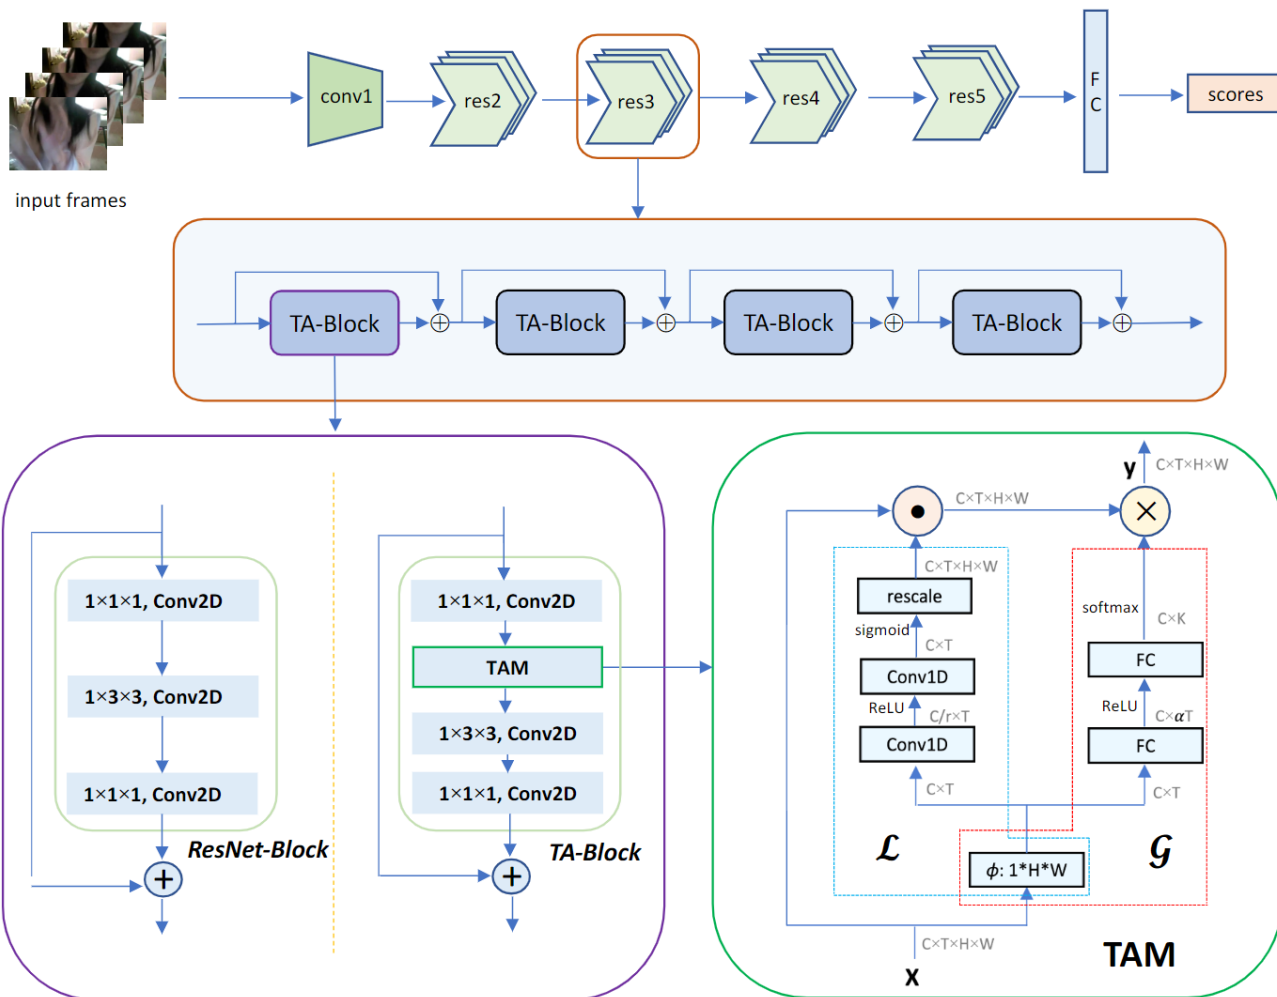 input frames
conv1
res2
res3
res4
res5
F
C
scores
TA-Block
TA-Block
TA-Block
TA-Block
1×1×1, Conv2D
1×3×3, Conv2D
1×1×1, Conv2D
ResNet-Block
+
1×1×1, Conv2D
TAM
1×3×3, Conv2D
1×1×1, Conv2D
TA-Block
+
y
C×T×H×W
C×T×H×W
×
C×T×H×W
rescale
sigmoid
C×T
Conv1D
ReLU
C/r×T
Conv1D
C×T
ℒ
softmax
C×K
FC
ReLU
C×αT
FC
C×T
𝒢
ϕ: 1*H*W
C×T×H×W
X
TAM